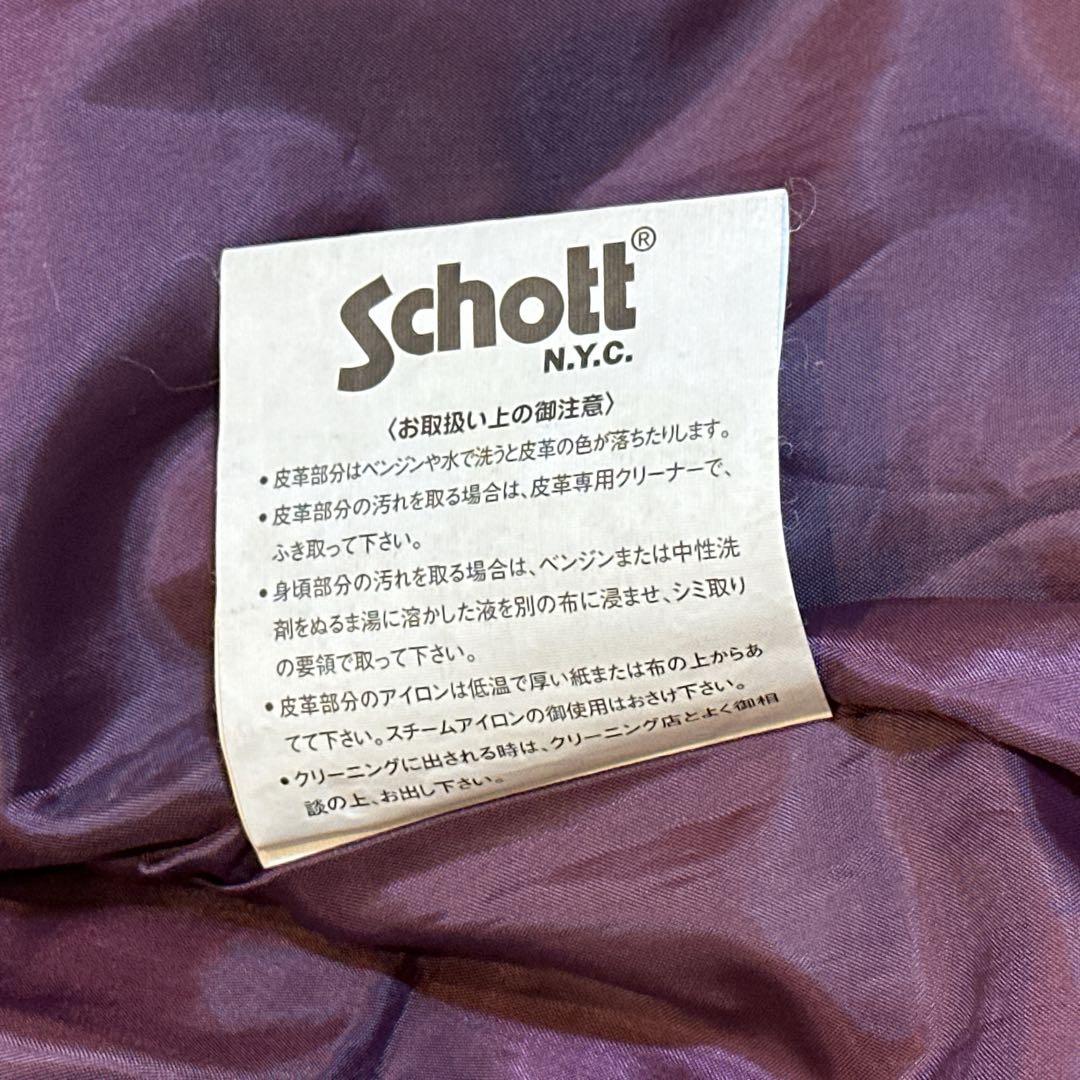 Schott®
N.Y.C.
〈お取扱い上の御注意〉
•皮革部分はベンジンや水で洗うと皮革の色が落ちたりします。
•皮革部分の汚れを取る場合は、皮革専用クリーナーで、
ふき取って下さい。
•身頃部分の汚れを取る場合は、ベンジンまたは中性洗
剤をぬるま湯に溶かした液を別の布に浸ませ、シミ取り
の要領で取って下さい。
•皮革部分のアイロンは低温で厚い紙または布の上からあ
てて下さい。スチームアイロンの御使用はおさけ下さい。
•クリーニングに出される時は、クリーニング店とよく御相
談の上、お出し下さい。